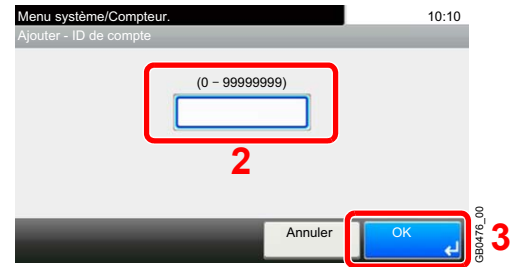 Menu système/Compteur. 10:10
Ajouter - ID de compte
(0 – 99999999)
2
Annuler
OK
3
GB0476_00